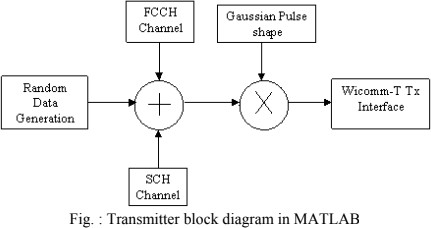 FCCH
Channel
Gaussian Pulse
shape
Random
Data
Generation
+
X
Wicomm-T Tx
Interface
SCH
Channel
Fig. : Transmitter block diagram in MATLAB